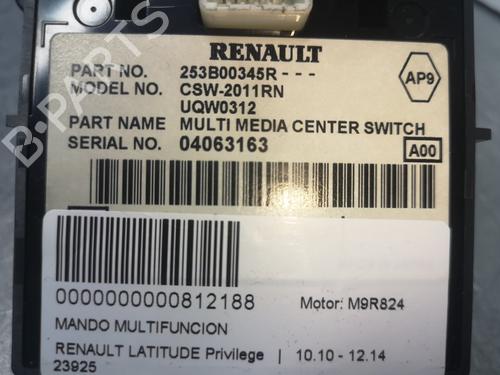 RENAULT
PART NO. 253B00345R- - -
MODEL NO. CSW-2011RN
UQW0312
PART NAME MULTI MEDIA CENTER SWITCH
SERIAL NO. 04063163
AP9
A00
0000000000812188
Motor: M9R824
MANDO MULTIFUNCION
RENAULT LATITUDE Privilege | 10.10 - 12.14
23925
B-PARTS